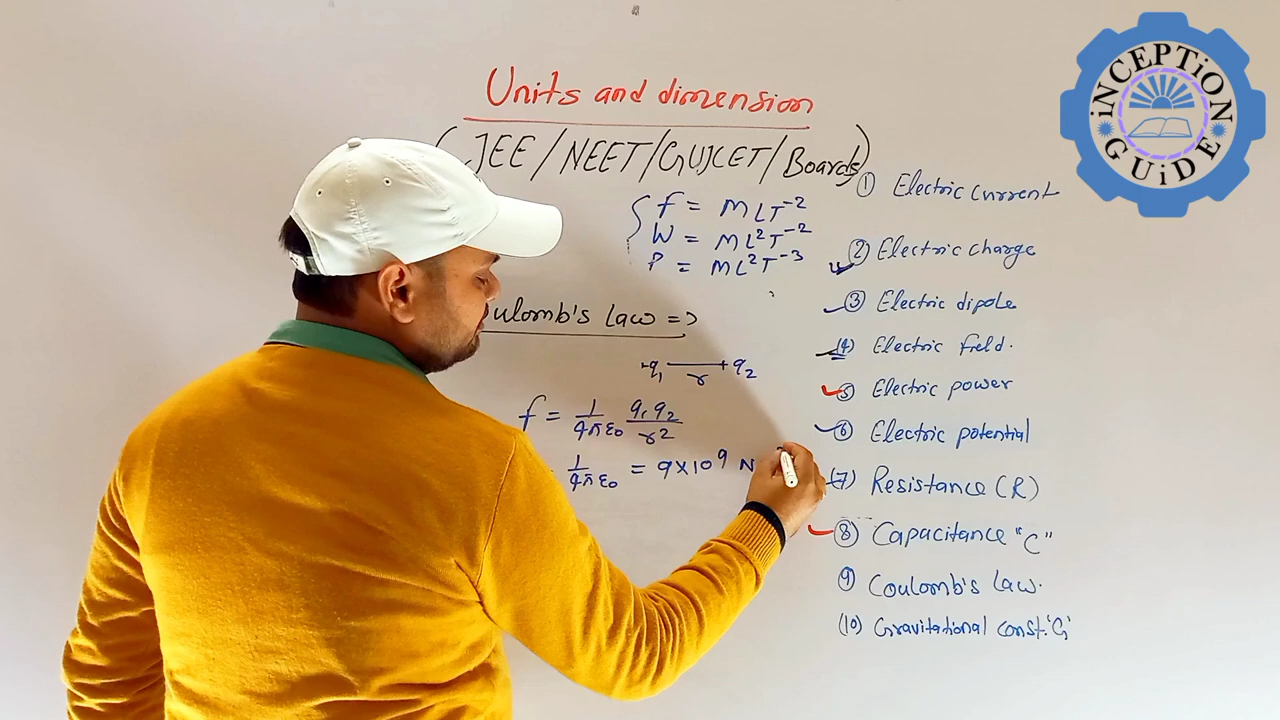 Units and dimension
(JEE/NEET/GUJCET/Boards)
f = MLT⁻²
W = ML²T⁻²
P = ML²T⁻³
ulomb's law =>
+q₁ +q₂
r
f = 1/4πε₀ q₁q₂/r²
1/4πε₀ = 9×10⁹ N
① Electric current
② Electric charge
③ Electric dipole
(4) Electric field.
5 Electric power
⑥ Electric potential
(7) Resistance (R)
⑧ Capacitance "C"
9) Coulomb's law.
(10) Gravitational const. 'G'
iNCEPTiON
GUiDE